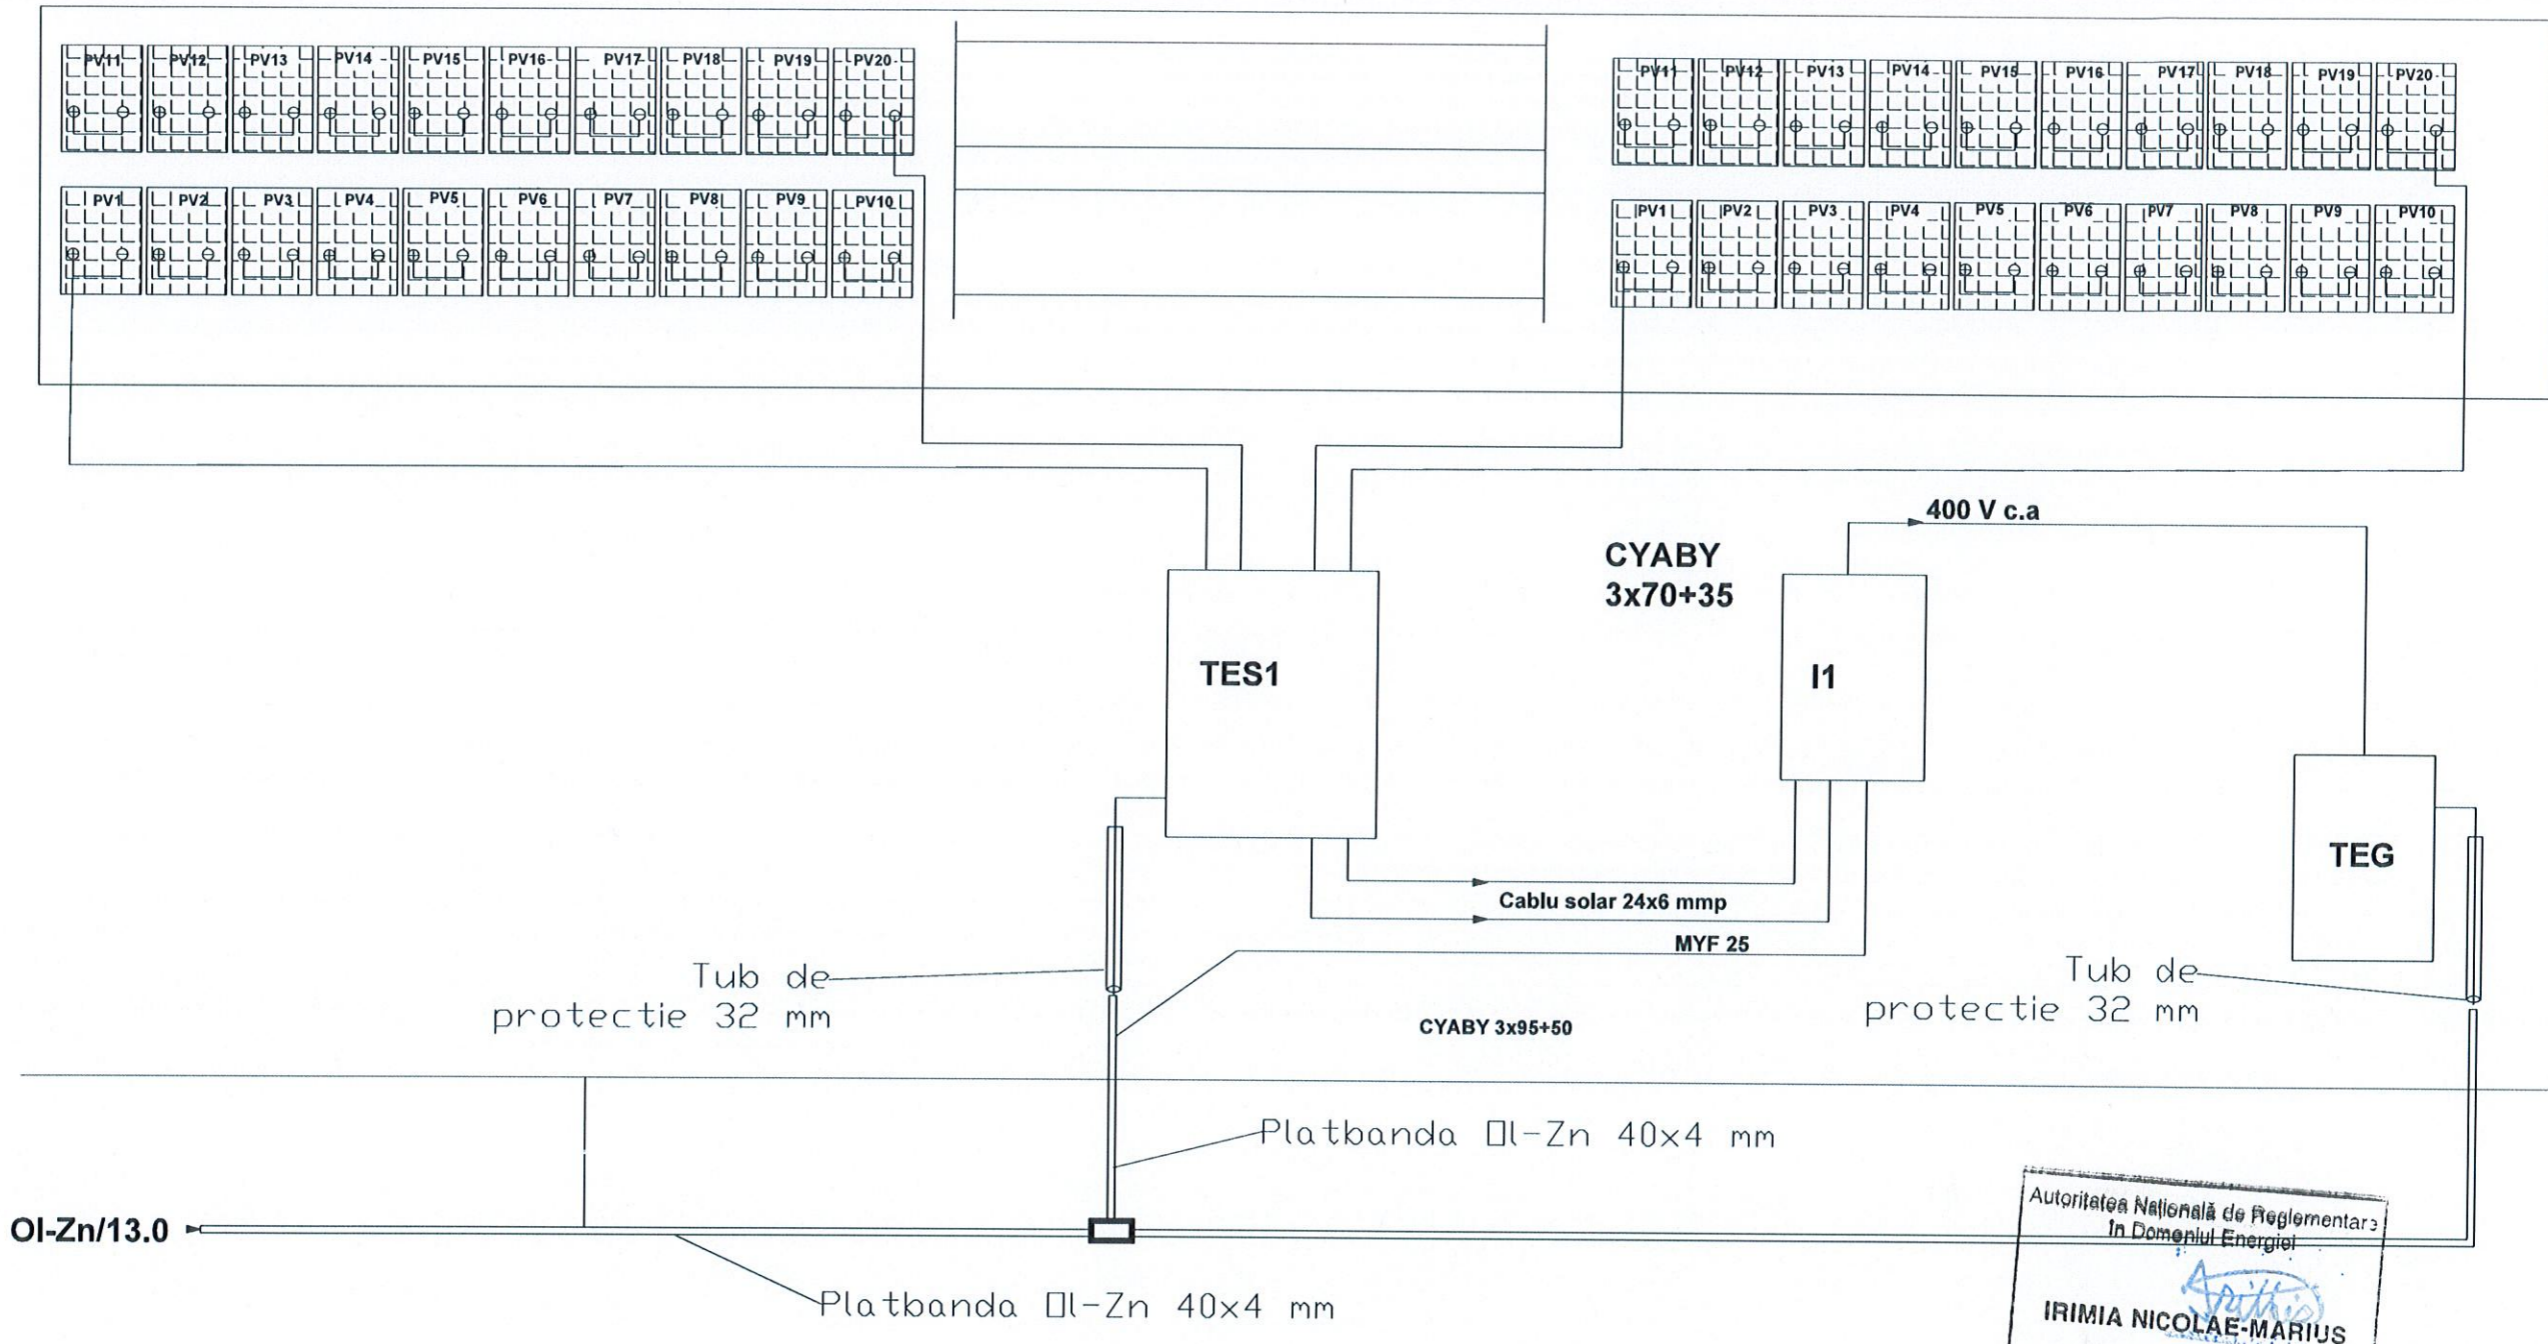 PV11 PV12 PV13 PV14 PV15 PV16 PV17 PV18 PV19 PV20
PV1 PV2 PV3 PV4 PV5 PV6 PV7 PV8 PV9 PV10
PV11 PV12 PV13 PV14 PV15 PV16 PV17 PV18 PV19 PV20
PV1 PV2 PV3 PV4 PV5 PV6 PV7 PV8 PV9 PV10
400 V c.a
CYABY
3x70+35
TES1
I1
TEG
Cablu solar 24x6 mmp
MYF 25
Tub de
protectie 32 mm
Tub de
protectie 32 mm
CYABY 3x95+50
Platbanda Ol-Zn 40x4 mm
Ol-Zn/13.0
Platbanda Ol-Zn 40x4 mm
Autoritatea Națională de Reglementare
în Domeniul Energiei
IRIMIA NICOLAE-MARIUS